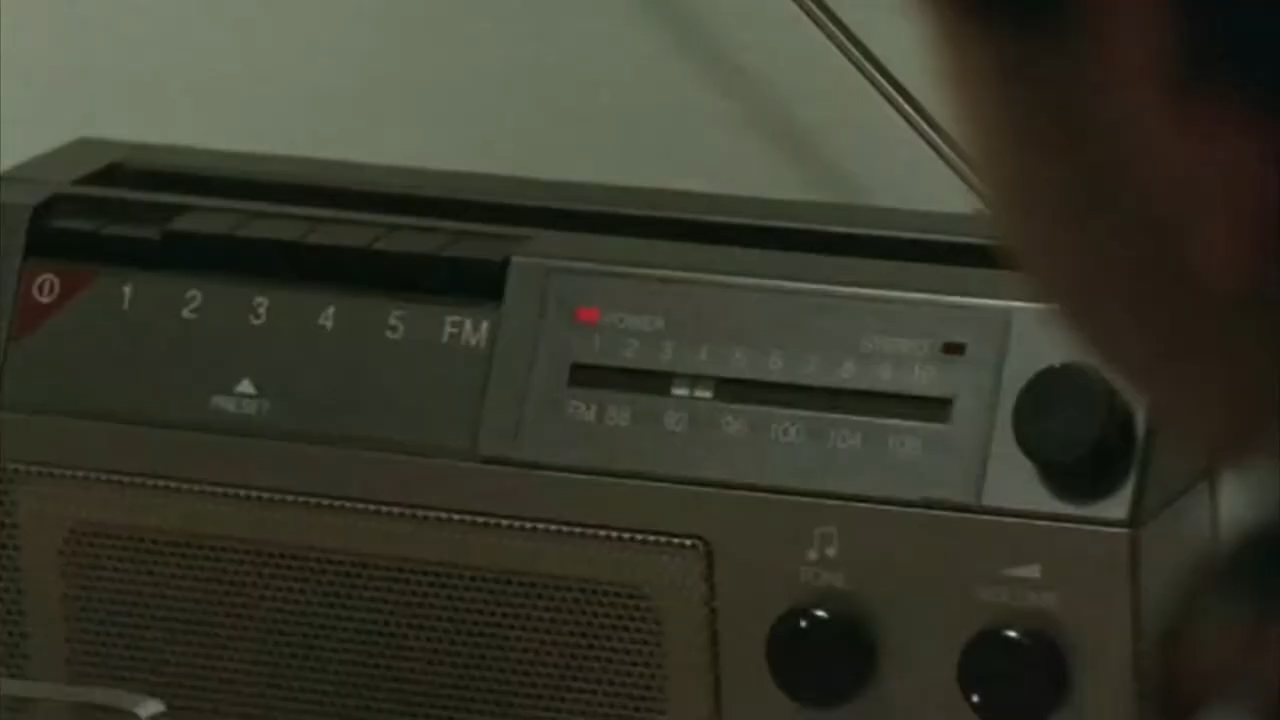 1 2 3 4 5 FM
PRESET
POWER
STEREO
1 2 3 4 5 6 7 8 9 10
FM 88 92 96 100 104 108
TONE
VOLUME